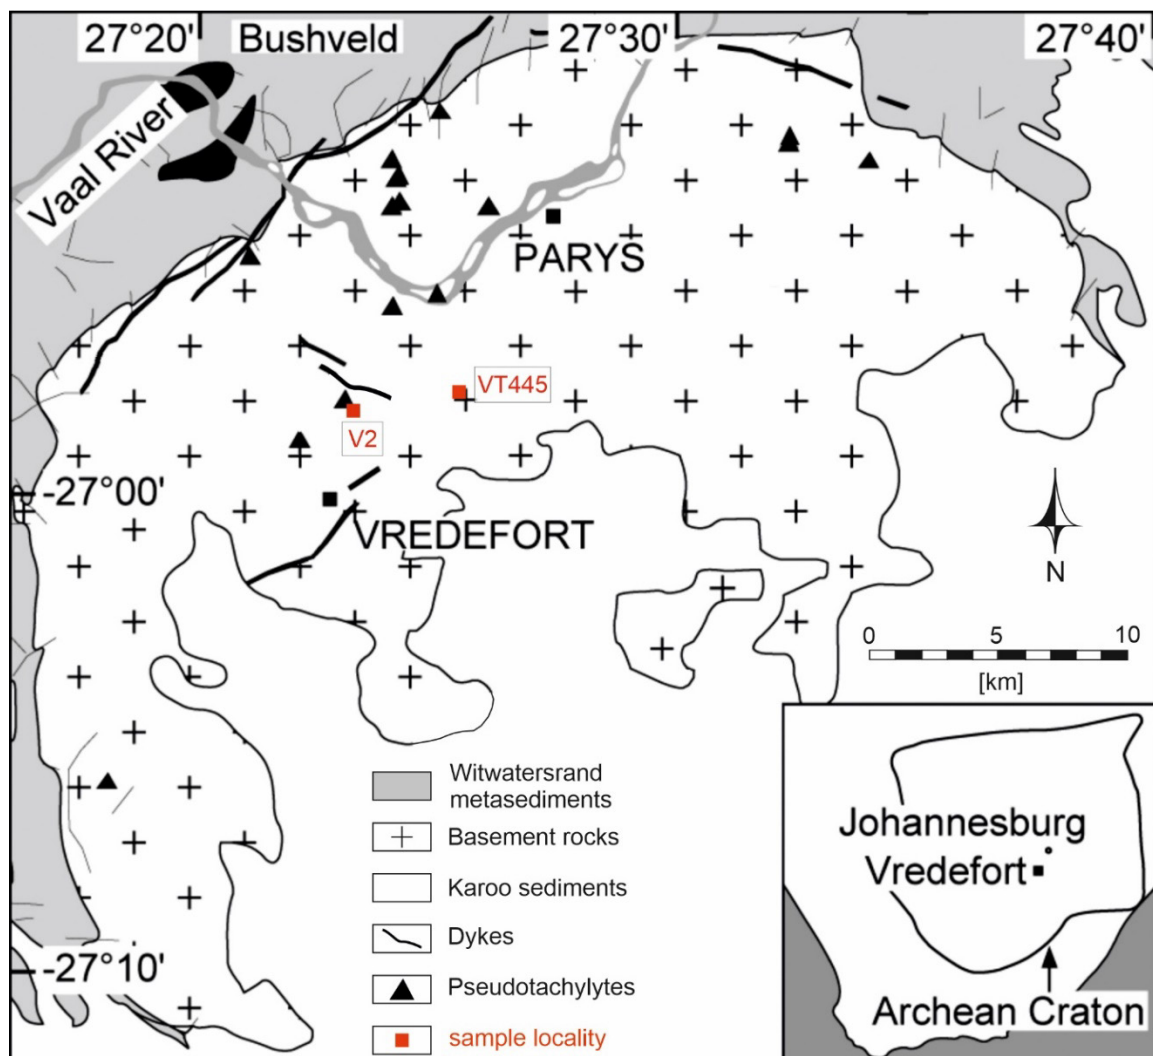 27°20'
Bushveld
27°30'
27°40'
Vaal River
PARYS
VT445
V2
-27°00'
VREDEFORT
N
0 5 10
[km]
Witwatersrand
metasediments
Basement rocks
Karoo sediments
Dykes
Pseudotachylytes
sample locality
-27°10'
Johannesburg
Vredefort
Archean Craton